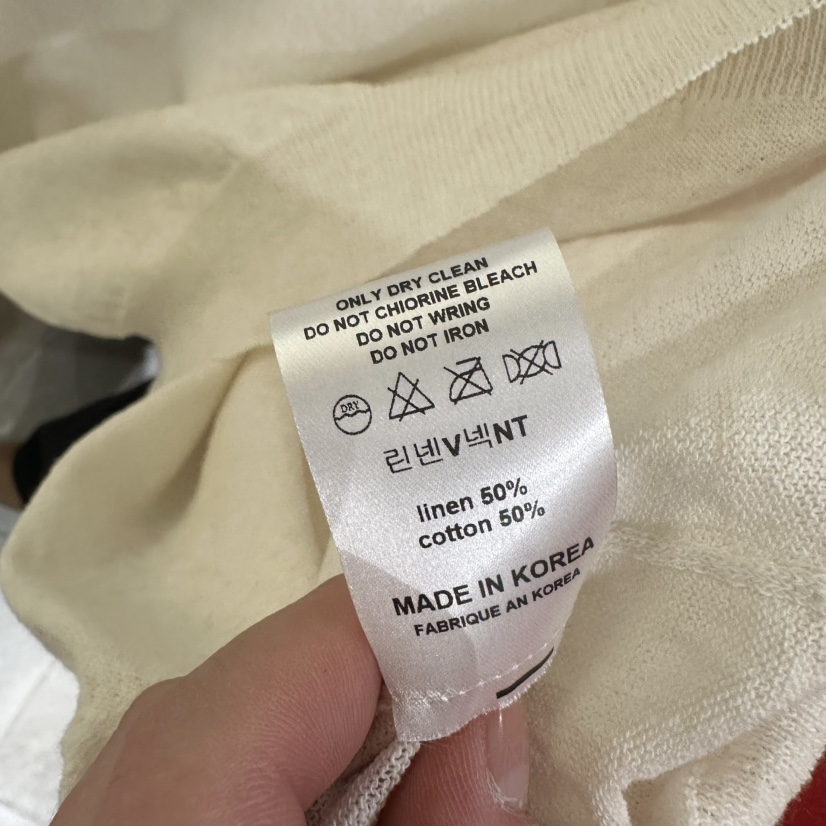 ONLY DRY CLEAN
DO NOT CHIORINE BLEACH
DO NOT WRING
DO NOT IRON
DRY
린넨V넥NT
linen 50%
cotton 50%
MADE IN KOREA
FABRIQUE AN KOREA